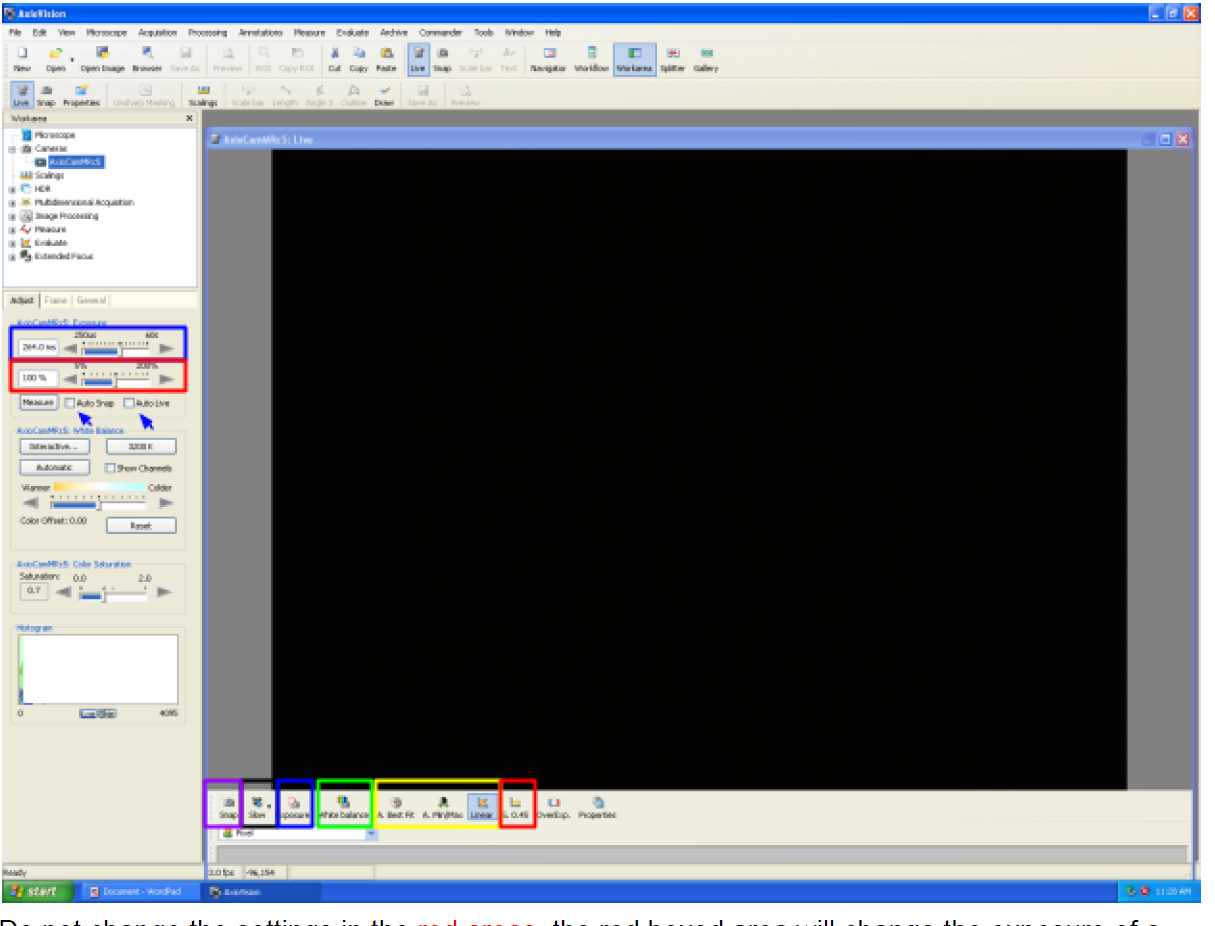 AxioVision
File Edit View Microscope Acquisition Processing Annotations Measure Evaluate Archive Commander Tools Window Help
New Open Open Image Browser Save As Preview ROI Copy ROI Cut Copy Paste Live Snap Scale bar Text Navigator Workflow Workarea Splitter Gallery
Live Snap Properties Unsharp Masking Scalings Scale bar Length Angle 3 Outline Draw Save As Preview
Workarea
AxioCamMRc5: Live
Microscope
Cameras
AxioCamMRc5
Scalings
HDR
Multidimensional Acquisition
Image Processing
Measure
Evaluate
Extended Focus
Adjust Frame General
AxioCamMRc5: Exposure
250us 60s
264.0 ms
5% 200%
100 %
Measure Auto Snap Auto Live
AxioCamMRc5: White Balance
Interactive... 3200 K
Automatic Show Channels
Warmer Colder
Color Offset: 0.00 Reset
AxioCamMRc5: Color Saturation
Saturation: 0.0 2.0
0.7
Histogram
0 4095
Snap Slow Exposure White balance A. Best Fit A. Min/Max Linear G. 0.45 OverExp. Properties
Pixel
Ready 3.0 fps -96,154
start Document - WordPad AxioVision 11:20 AM
Do not change the settings in the red areas, the red boxed area will change the exposure of a